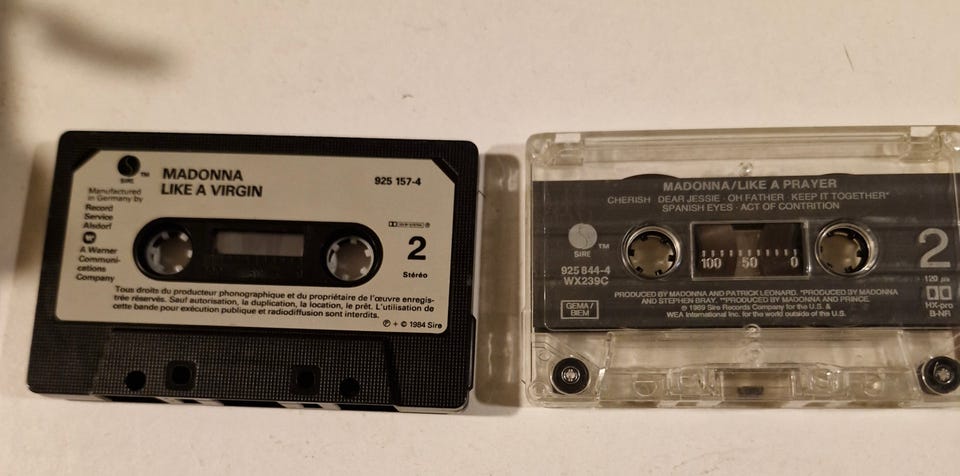 SIRE TM
MADONNA
LIKE A VIRGIN
925 157-4
Manufactured
in Germany by
Record
Service
Alsdorf
A Warner
Communi-
cations
Company
2
Stéréo
Tous droits du producteur phonographique et du propriétaire de l'œuvre enregis-
trée réservés. Sauf autorisation, la duplication, la location, le prêt, L'utilisation de
cette bande pour exécution publique et radiodiffusion sont interdits.
℗ + © 1984 Sire
MADONNA/LIKE A PRAYER
CHERISH · DEAR JESSIE · OH FATHER · KEEP IT TOGETHER*
SPANISH EYES · ACT OF CONTRITION
SIRE TM
925 844-4
WX239C
100 50 0
2
120 µs
HX-pro
B-NR
GEMA/
BIEM
PRODUCED BY MADONNA AND PATRICK LEONARD. *PRODUCED BY MADONNA
AND STEPHEN BRAY. **PRODUCED BY MADONNA AND PRINCE.
℗ 1989 Sire Records Company for the U.S. &
WEA International Inc. for the world outside of the U.S.